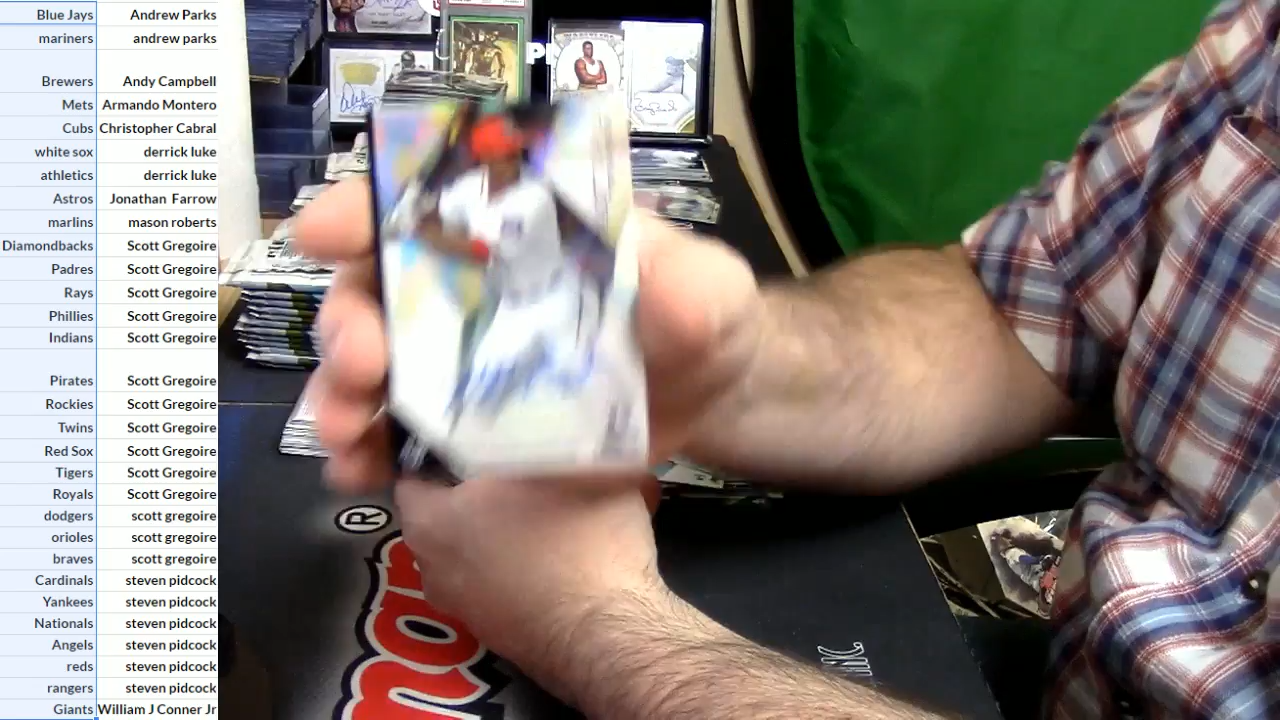 Blue Jays Andrew Parks
mariners andrew parks
Brewers Andy Campbell
Mets Armando Montero
Cubs Christopher Cabral
white sox derrick luke
athletics derrick luke
Astros Jonathan Farrow
marlins mason roberts
Diamondbacks Scott Gregoire
Padres Scott Gregoire
Rays Scott Gregoire
Phillies Scott Gregoire
Indians Scott Gregoire
Pirates Scott Gregoire
Rockies Scott Gregoire
Twins Scott Gregoire
Red Sox Scott Gregoire
Tigers Scott Gregoire
Royals Scott Gregoire
dodgers scott gregoire
orioles scott gregoire
braves scott gregoire
Cardinals steven pidcock
Yankees steven pidcock
Nationals steven pidcock
Angels steven pidcock
reds steven pidcock
rangers steven pidcock
Giants William J Conner Jr
®